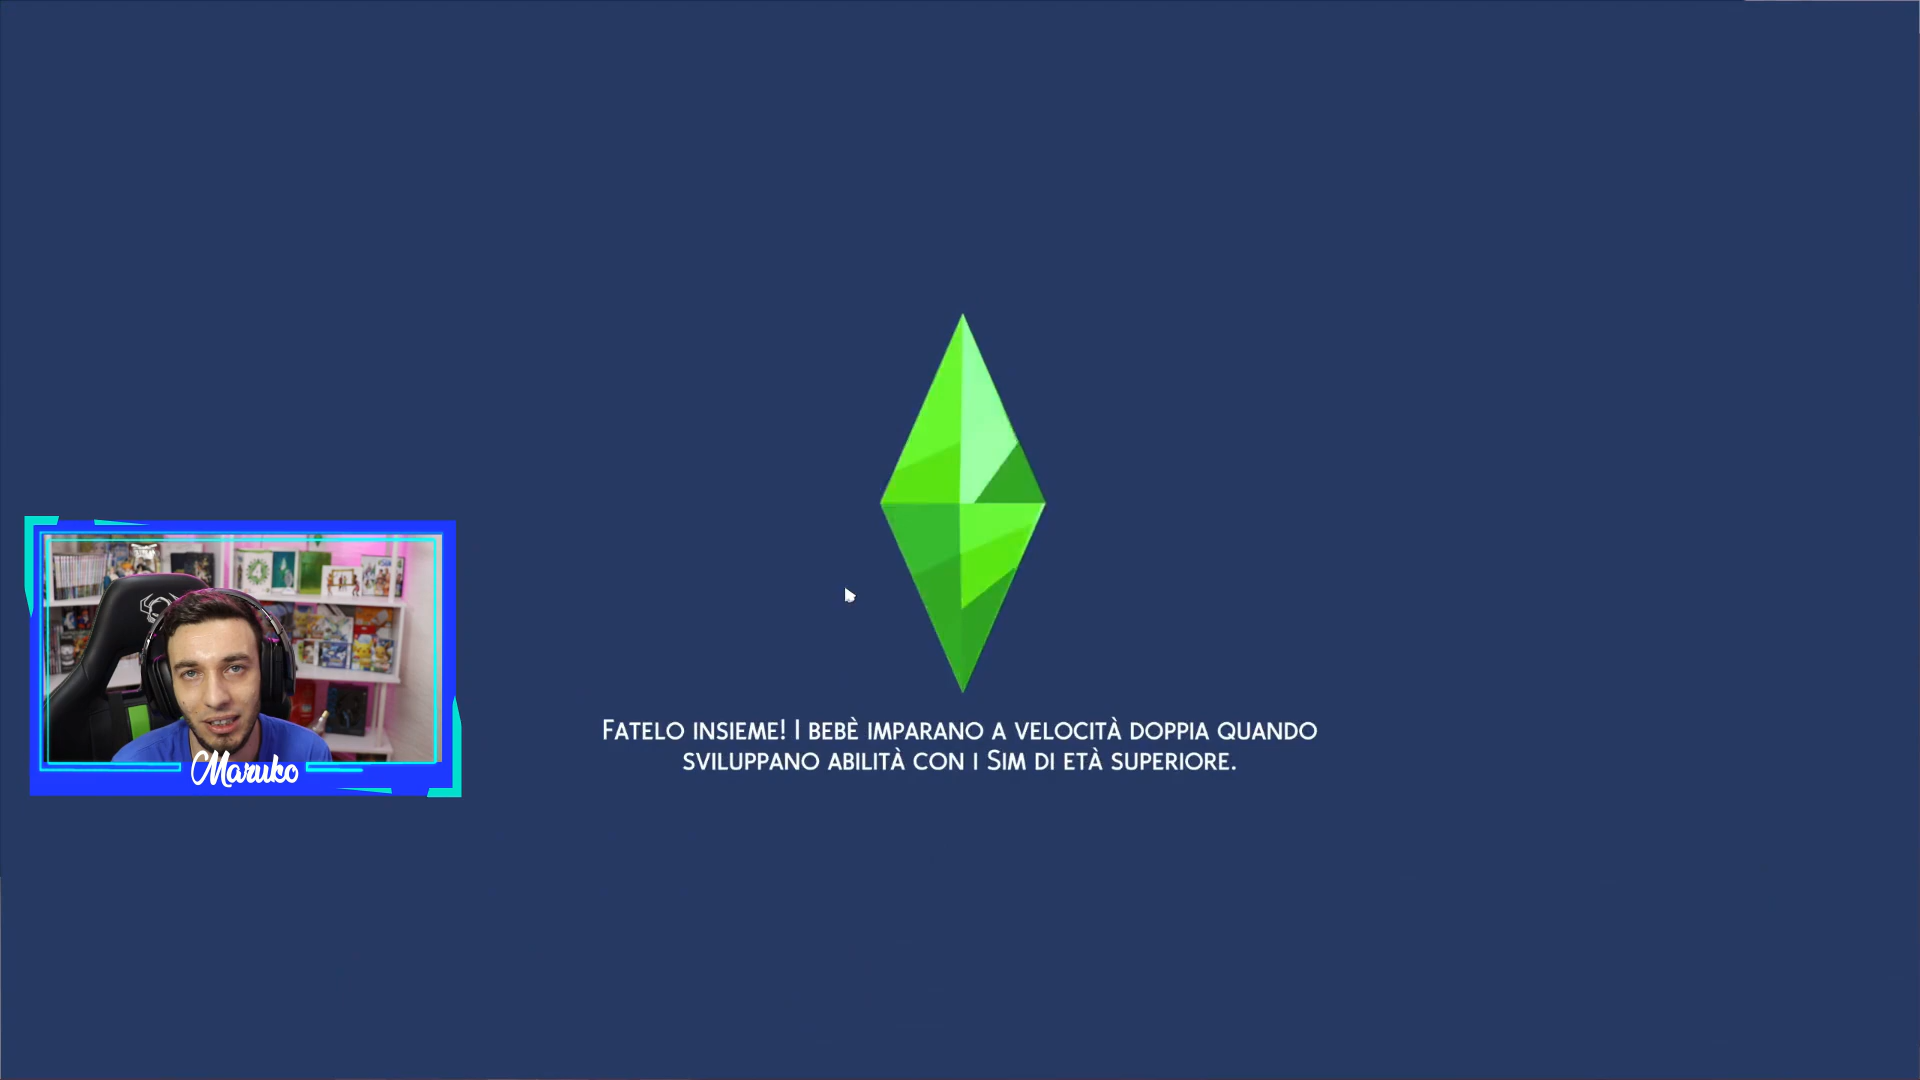 Fatelo insieme! I bebè imparano a velocità doppia quando
sviluppano abilità con i Sim di età superiore.
Maruko